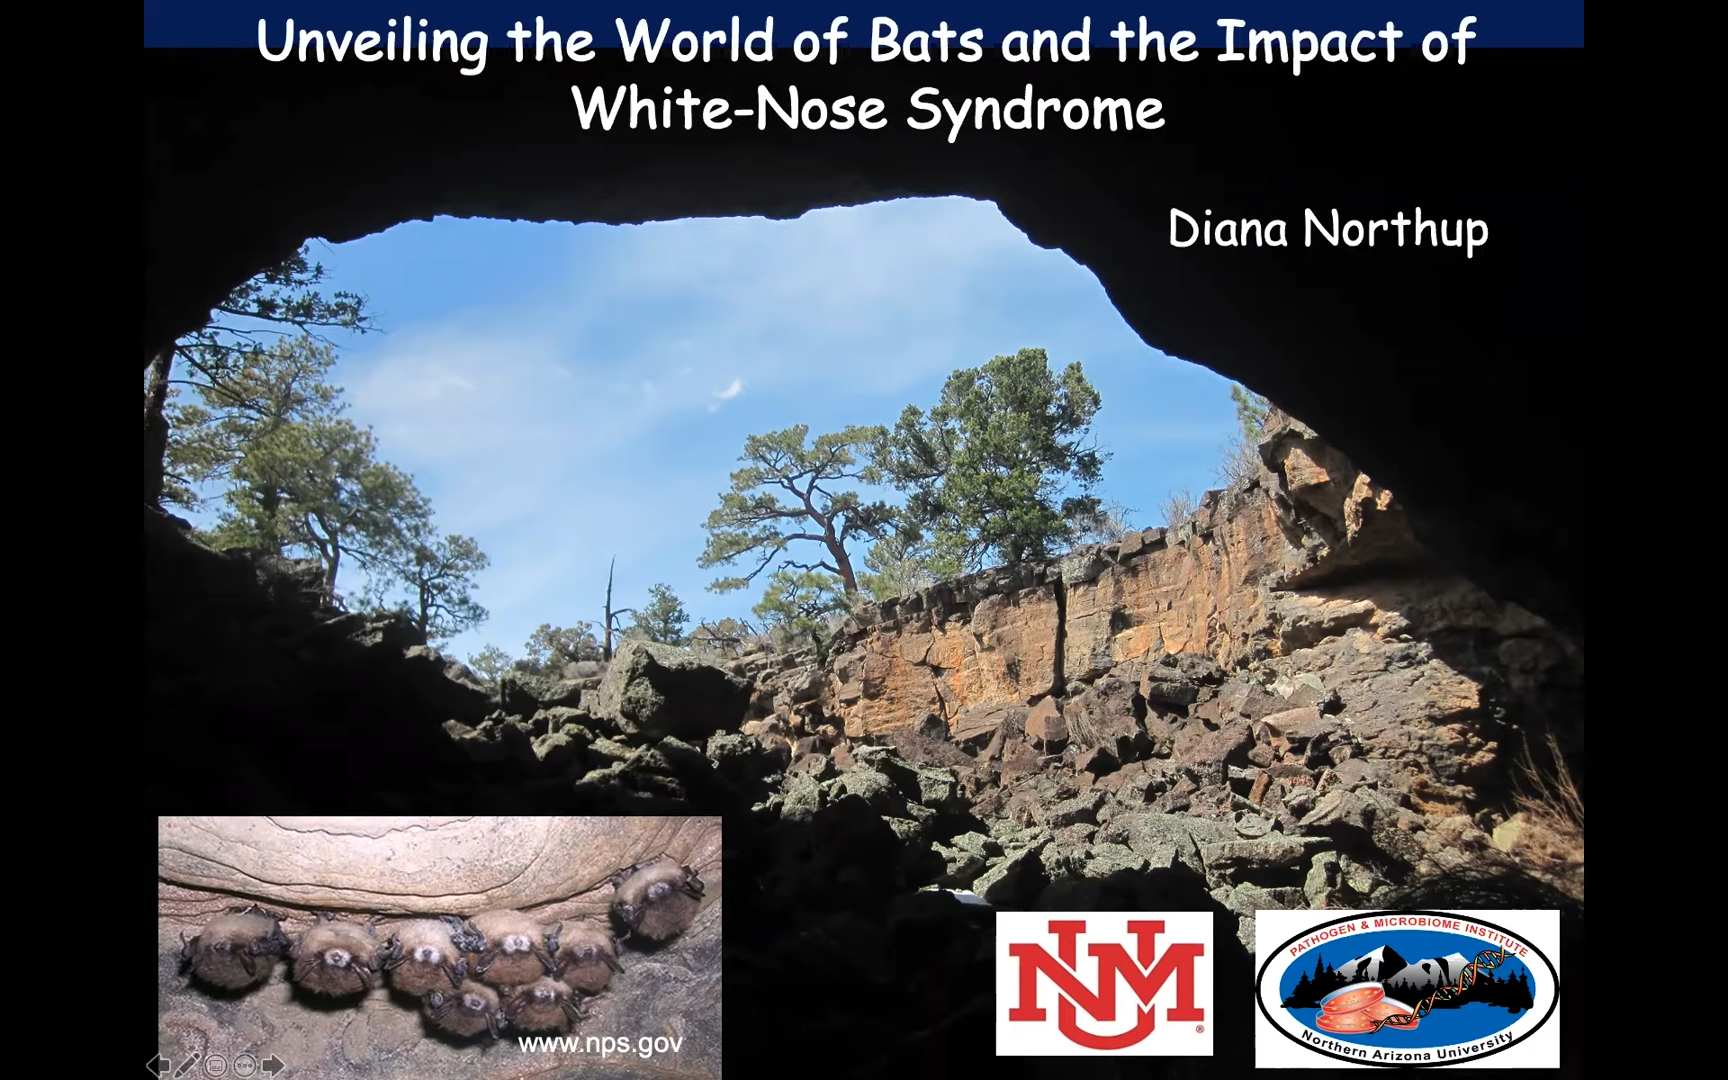 Unveiling the World of Bats and the Impact of
White-Nose Syndrome
Diana Northup
www.nps.gov
UNM
®
PATHOGEN & MICROBIOME INSTITUTE
Northern Arizona University